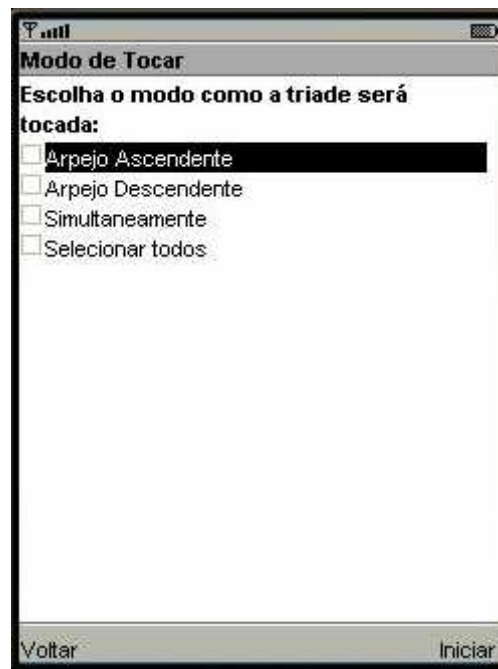 Modo de Tocar
Escolha o modo como a triade será
tocada:
Arpejo Ascendente
Arpejo Descendente
Simultaneamente
Selecionar todos
Voltar Iniciar